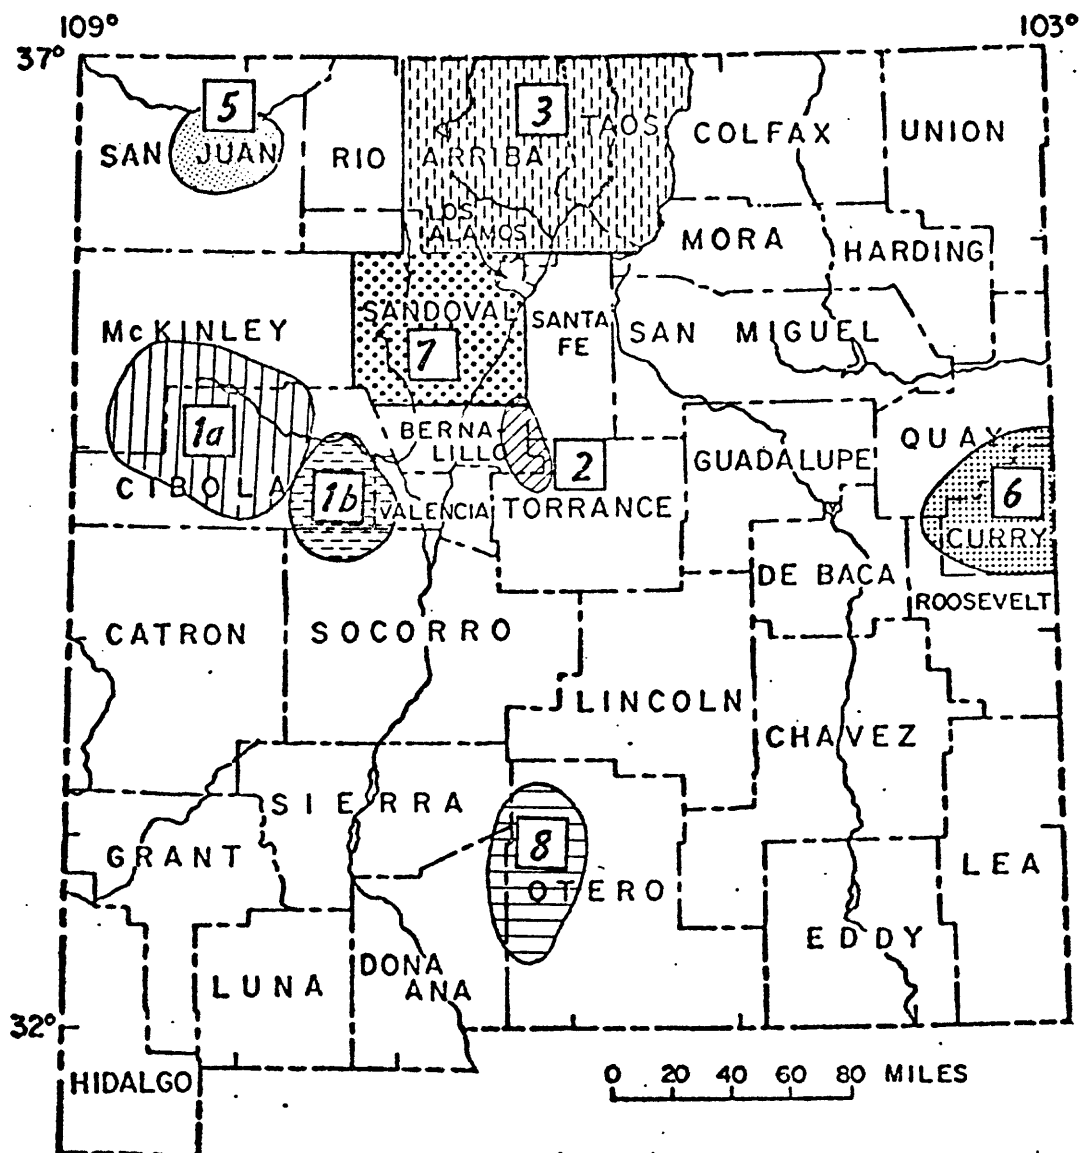 109° 103°
37°
5 3
SAN JUAN RIO ARRIBA TAOS COLFAX UNION
LOS
ALAMOS
MORA HARDING
McKINLEY SANDOVAL SANTA
FE SAN MIGUEL
7
1a BERNA-
LILLO 2 GUADALUPE QUAY
CIBOLA 1b VALENCIA TORRANCE 6
CURRY
DE BACA
ROOSEVELT
CATRON SOCORRO
LINCOLN
CHAVEZ
SIERRA
GRANT 8 LEA
OTERO
EDDY
LUNA DONA
ANA
32°
HIDALGO
0 20 40 60 80 MILES